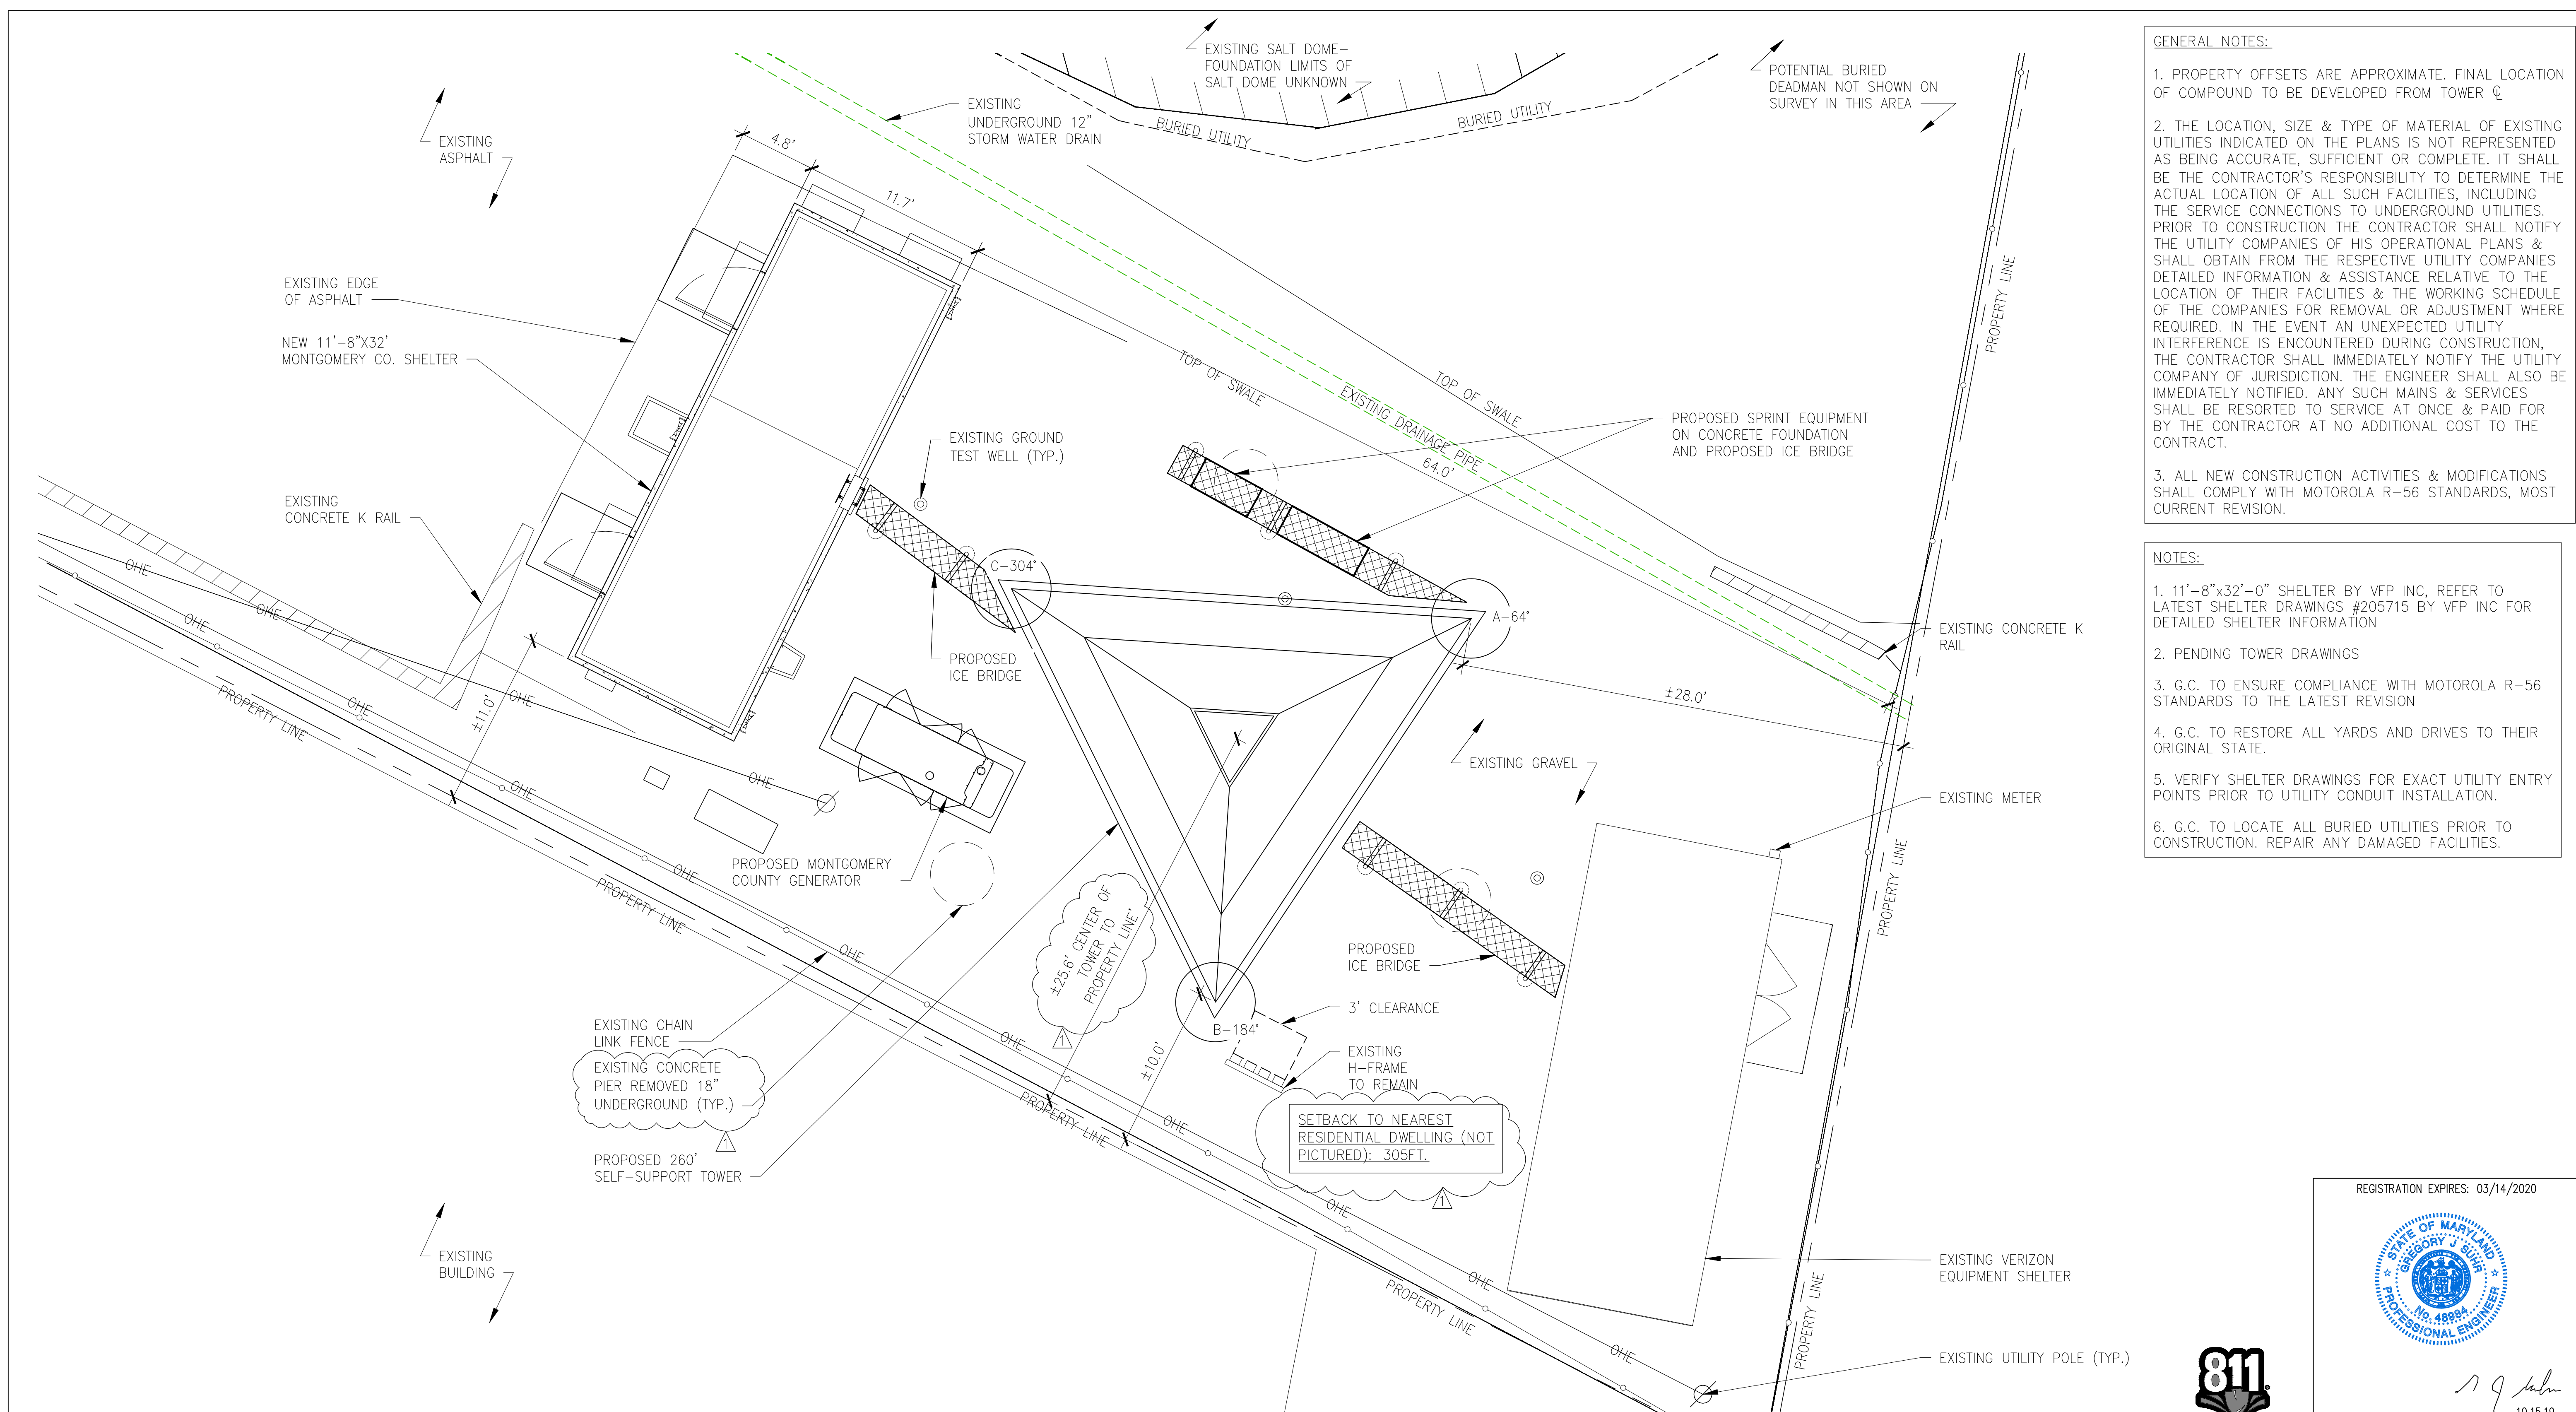 EXISTING SALT DOME-
FOUNDATION LIMITS OF
SALT DOME UNKNOWN
POTENTIAL BURIED
DEADMAN NOT SHOWN ON
SURVEY IN THIS AREA
EXISTING
UNDERGROUND 12"
STORM WATER DRAIN
BURIED UTILITY
BURIED UTILITY
EXISTING
ASPHALT
4.8'
11.7'
EXISTING EDGE
OF ASPHALT
NEW 11'-8"X32'
MONTGOMERY CO. SHELTER
EXISTING
CONCRETE K RAIL
EXISTING GROUND
TEST WELL (TYP.)
TOP OF SWALE
TOP OF SWALE
EXISTING DRAINAGE PIPE
64.0'
PROPOSED SPRINT EQUIPMENT
ON CONCRETE FOUNDATION
AND PROPOSED ICE BRIDGE
PROPERTY LINE
C-304°
A-64°
B-184°
PROPOSED
ICE BRIDGE
EXISTING CONCRETE K
RAIL
±28.0'
±11.0'
OHE
OHE
OHE
OHE
OHE
OHE
OHE
OHE
OHE
OHE
OHE
OHE
OHE
OHE
PROPERTY LINE
PROPERTY LINE
PROPERTY LINE
PROPERTY LINE
PROPERTY LINE
PROPERTY LINE
EXISTING GRAVEL
EXISTING METER
PROPOSED MONTGOMERY
COUNTY GENERATOR
±25.6' CENTER OF
TOWER TO
PROPERTY LINE'
1
±10.0'
PROPOSED
ICE BRIDGE
3' CLEARANCE
EXISTING
H-FRAME
TO REMAIN
EXISTING CHAIN
LINK FENCE
EXISTING CONCRETE
PIER REMOVED 18"
UNDERGROUND (TYP.)
1
PROPOSED 260'
SELF-SUPPORT TOWER
SETBACK TO NEAREST
RESIDENTIAL DWELLING (NOT
PICTURED): 305FT.
1
EXISTING
BUILDING
EXISTING VERIZON
EQUIPMENT SHELTER
EXISTING UTILITY POLE (TYP.)
GENERAL NOTES:
1. PROPERTY OFFSETS ARE APPROXIMATE. FINAL LOCATION
OF COMPOUND TO BE DEVELOPED FROM TOWER ℄
2. THE LOCATION, SIZE & TYPE OF MATERIAL OF EXISTING
UTILITIES INDICATED ON THE PLANS IS NOT REPRESENTED
AS BEING ACCURATE, SUFFICIENT OR COMPLETE. IT SHALL
BE THE CONTRACTOR'S RESPONSIBILITY TO DETERMINE THE
ACTUAL LOCATION OF ALL SUCH FACILITIES, INCLUDING
THE SERVICE CONNECTIONS TO UNDERGROUND UTILITIES.
PRIOR TO CONSTRUCTION THE CONTRACTOR SHALL NOTIFY
THE UTILITY COMPANIES OF HIS OPERATIONAL PLANS &
SHALL OBTAIN FROM THE RESPECTIVE UTILITY COMPANIES
DETAILED INFORMATION & ASSISTANCE RELATIVE TO THE
LOCATION OF THEIR FACILITIES & THE WORKING SCHEDULE
OF THE COMPANIES FOR REMOVAL OR ADJUSTMENT WHERE
REQUIRED. IN THE EVENT AN UNEXPECTED UTILITY
INTERFERENCE IS ENCOUNTERED DURING CONSTRUCTION,
THE CONTRACTOR SHALL IMMEDIATELY NOTIFY THE UTILITY
COMPANY OF JURISDICTION. THE ENGINEER SHALL ALSO BE
IMMEDIATELY NOTIFIED. ANY SUCH MAINS & SERVICES
SHALL BE RESORTED TO SERVICE AT ONCE & PAID FOR
BY THE CONTRACTOR AT NO ADDITIONAL COST TO THE
CONTRACT.
3. ALL NEW CONSTRUCTION ACTIVITIES & MODIFICATIONS
SHALL COMPLY WITH MOTOROLA R-56 STANDARDS, MOST
CURRENT REVISION.
NOTES:
1. 11'-8"x32'-0" SHELTER BY VFP INC, REFER TO
LATEST SHELTER DRAWINGS #205715 BY VFP INC FOR
DETAILED SHELTER INFORMATION
2. PENDING TOWER DRAWINGS
3. G.C. TO ENSURE COMPLIANCE WITH MOTOROLA R-56
STANDARDS TO THE LATEST REVISION
4. G.C. TO RESTORE ALL YARDS AND DRIVES TO THEIR
ORIGINAL STATE.
5. VERIFY SHELTER DRAWINGS FOR EXACT UTILITY ENTRY
POINTS PRIOR TO UTILITY CONDUIT INSTALLATION.
6. G.C. TO LOCATE ALL BURIED UTILITIES PRIOR TO
CONSTRUCTION. REPAIR ANY DAMAGED FACILITIES.
REGISTRATION EXPIRES: 03/14/2020
STATE OF MARYLAND
GREGORY J SUHR
No. 48984
PROFESSIONAL ENGINEER
811
10.15.19